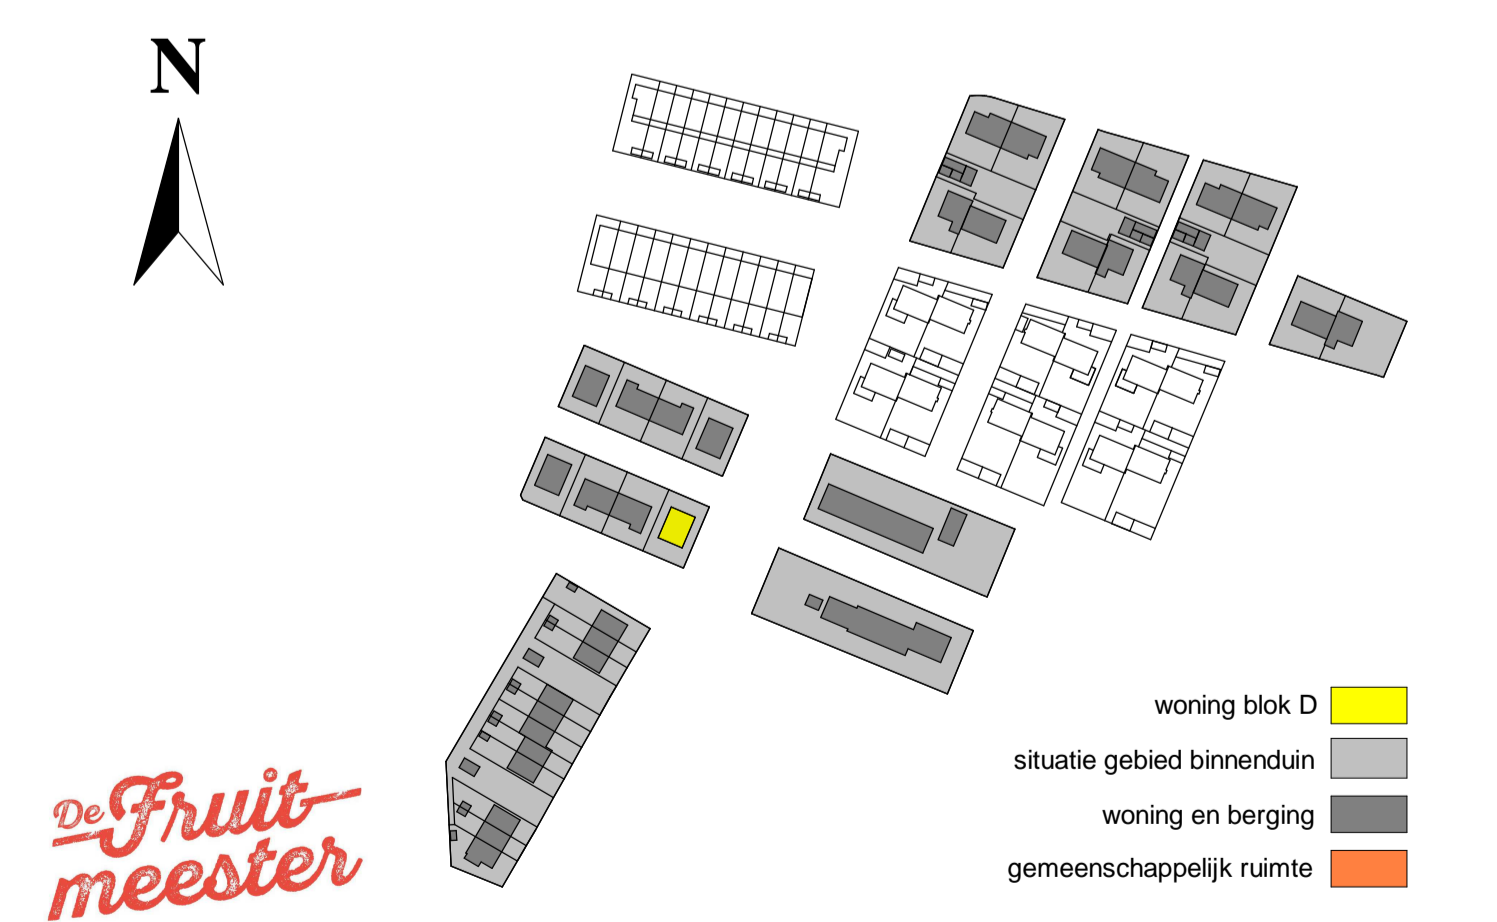 N
woning blok D
situatie gebied binnenduin
woning en berging
gemeenschappelijk ruimte
De Fruit-
meester